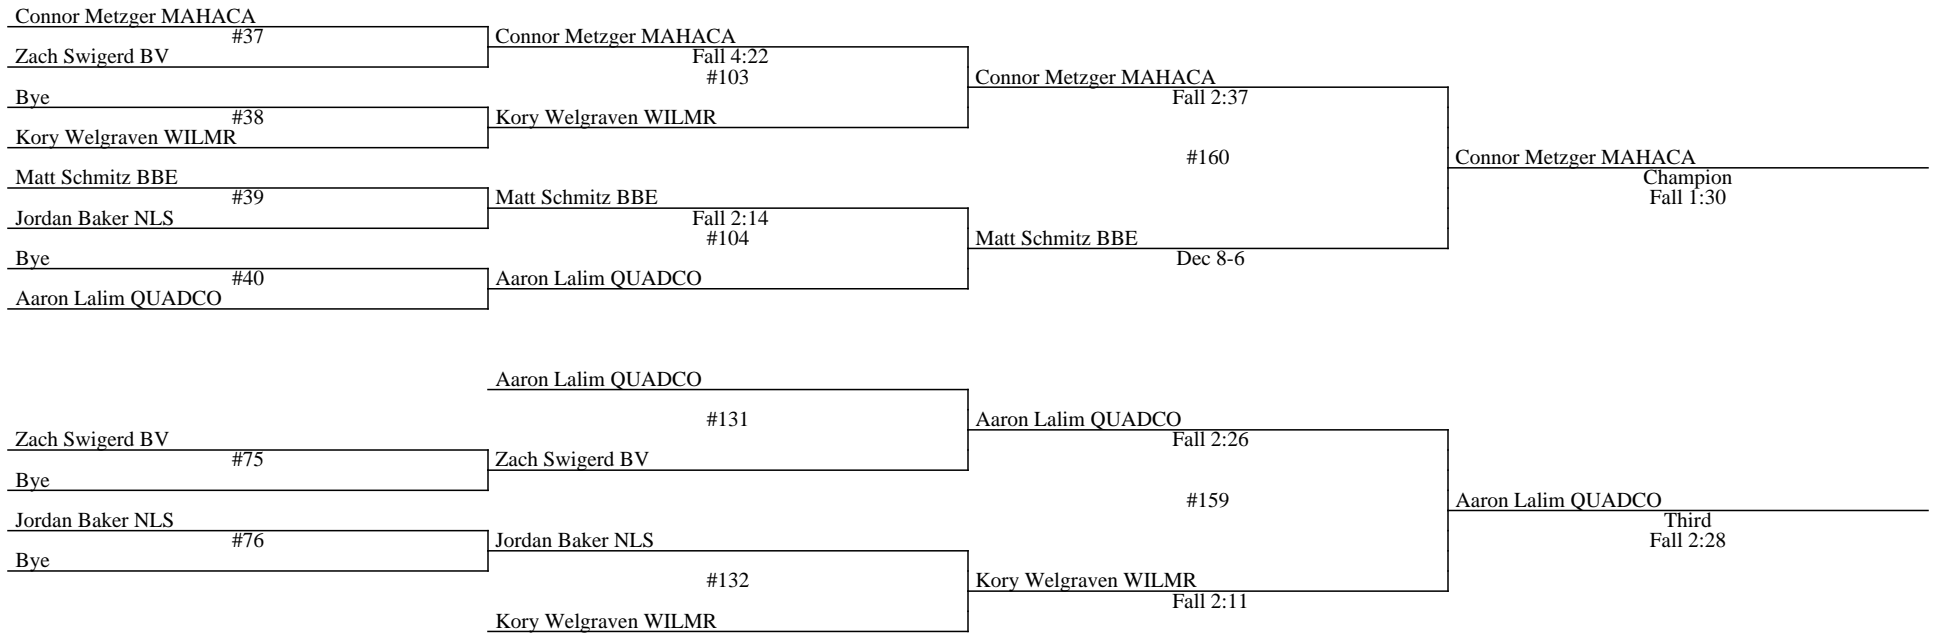 Connor Metzger MAHACA
#37
Zach Swigerd BV
Bye
#38
Kory Welgraven WILMR
Matt Schmitz BBE
#39
Jordan Baker NLS
Bye
#40
Aaron Lalim QUADCO
Connor Metzger MAHACA
Fall 4:22
#103
Kory Welgraven WILMR
Matt Schmitz BBE
Fall 2:14
#104
Aaron Lalim QUADCO
Connor Metzger MAHACA
Fall 2:37
#160
Matt Schmitz BBE
Dec 8-6
Connor Metzger MAHACA
Champion
Fall 1:30
Zach Swigerd BV
#75
Bye
Jordan Baker NLS
#76
Bye
Aaron Lalim QUADCO
#131
Zach Swigerd BV
Jordan Baker NLS
#132
Kory Welgraven WILMR
Aaron Lalim QUADCO
Fall 2:26
#159
Kory Welgraven WILMR
Fall 2:11
Aaron Lalim QUADCO
Third
Fall 2:28